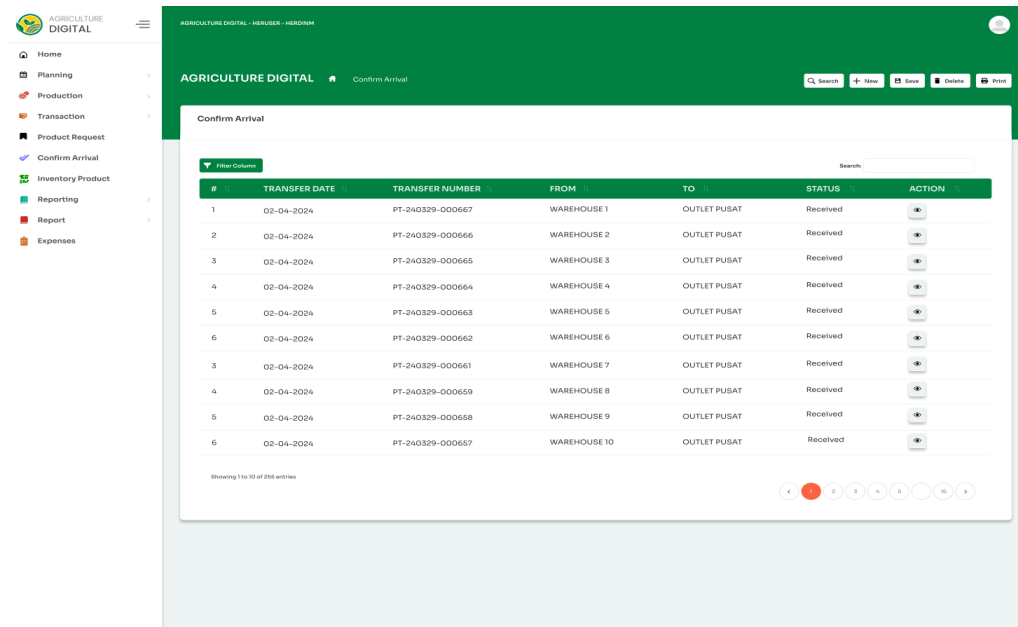 AGRICULTURE
DIGITAL
AGRICULTURE DIGITAL - HERUSER - HERDINM
Home
Planning
Production
Transaction
Product Request
Confirm Arrival
Inventory Product
Reporting
Report
Expenses
AGRICULTURE DIGITAL Confirm Arrival
Search New Save Delete Print
Confirm Arrival
Filter Column Search:
# TRANSFER DATE TRANSFER NUMBER FROM TO STATUS ACTION
1 02-04-2024 PT-240329-000667 WAREHOUSE 1 OUTLET PUSAT Received
2 02-04-2024 PT-240329-000666 WAREHOUSE 2 OUTLET PUSAT Received
3 02-04-2024 PT-240329-000665 WAREHOUSE 3 OUTLET PUSAT Received
4 02-04-2024 PT-240329-000664 WAREHOUSE 4 OUTLET PUSAT Received
5 02-04-2024 PT-240329-000663 WAREHOUSE 5 OUTLET PUSAT Received
6 02-04-2024 PT-240329-000662 WAREHOUSE 6 OUTLET PUSAT Received
3 02-04-2024 PT-240329-000661 WAREHOUSE 7 OUTLET PUSAT Received
4 02-04-2024 PT-240329-000659 WAREHOUSE 8 OUTLET PUSAT Received
5 02-04-2024 PT-240329-000658 WAREHOUSE 9 OUTLET PUSAT Received
6 02-04-2024 PT-240329-000657 WAREHOUSE 10 OUTLET PUSAT Received
Showing 1 to 10 of 255 entries
‹ 1 2 3 4 5 16 ›